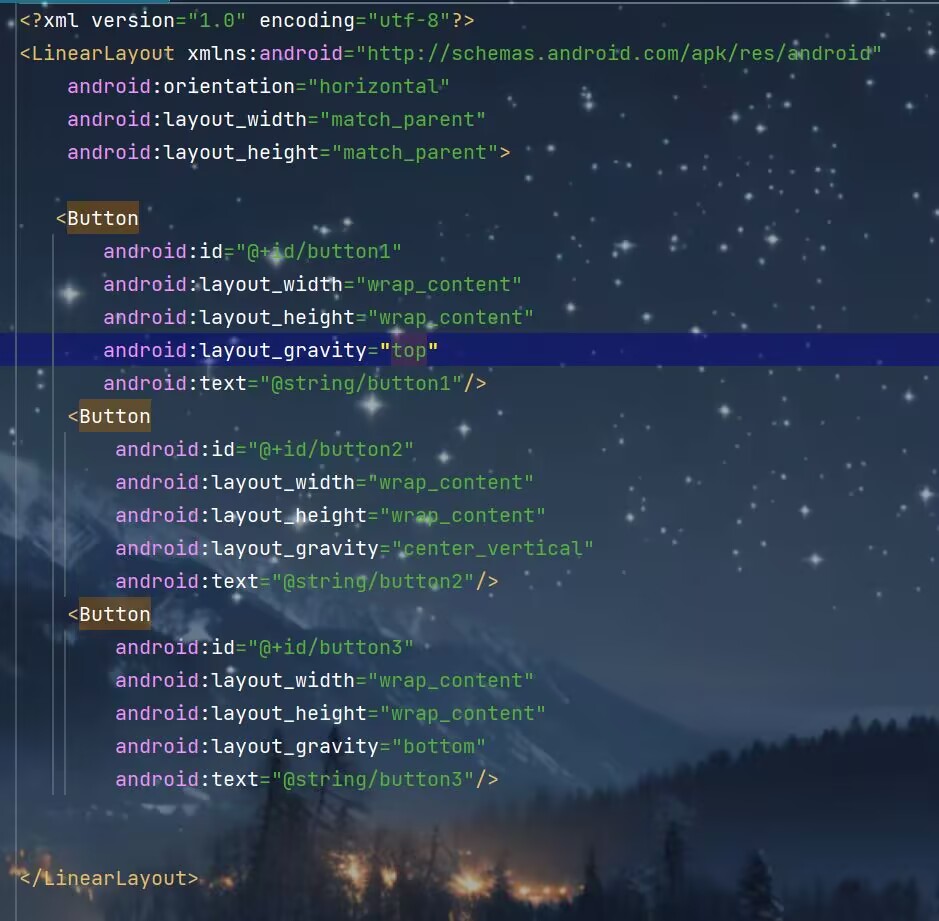 <?xml version="1.0" encoding="utf-8"?>
<LinearLayout xmlns:android="http://schemas.android.com/apk/res/android"
    android:orientation="horizontal"
    android:layout_width="match_parent"
    android:layout_height="match_parent">

   <Button
       android:id="@+id/button1"
       android:layout_width="wrap_content"
       android:layout_height="wrap_content"
       android:layout_gravity="top"
       android:text="@string/button1"/>
    <Button
        android:id="@+id/button2"
        android:layout_width="wrap_content"
        android:layout_height="wrap_content"
        android:layout_gravity="center_vertical"
        android:text="@string/button2"/>
    <Button
        android:id="@+id/button3"
        android:layout_width="wrap_content"
        android:layout_height="wrap_content"
        android:layout_gravity="bottom"
        android:text="@string/button3"/>


</LinearLayout>